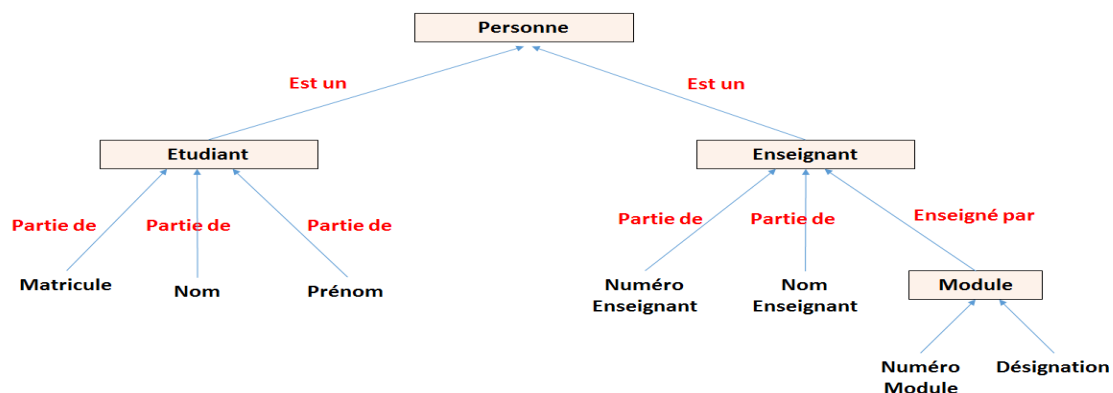 Personne
Est un
Est un
Etudiant
Enseignant
Partie de
Partie de
Partie de
Partie de
Partie de
Enseigné par
Matricule
Nom
Prénom
Numéro
Enseignant
Nom
Enseignant
Module
Numéro
Module
Désignation